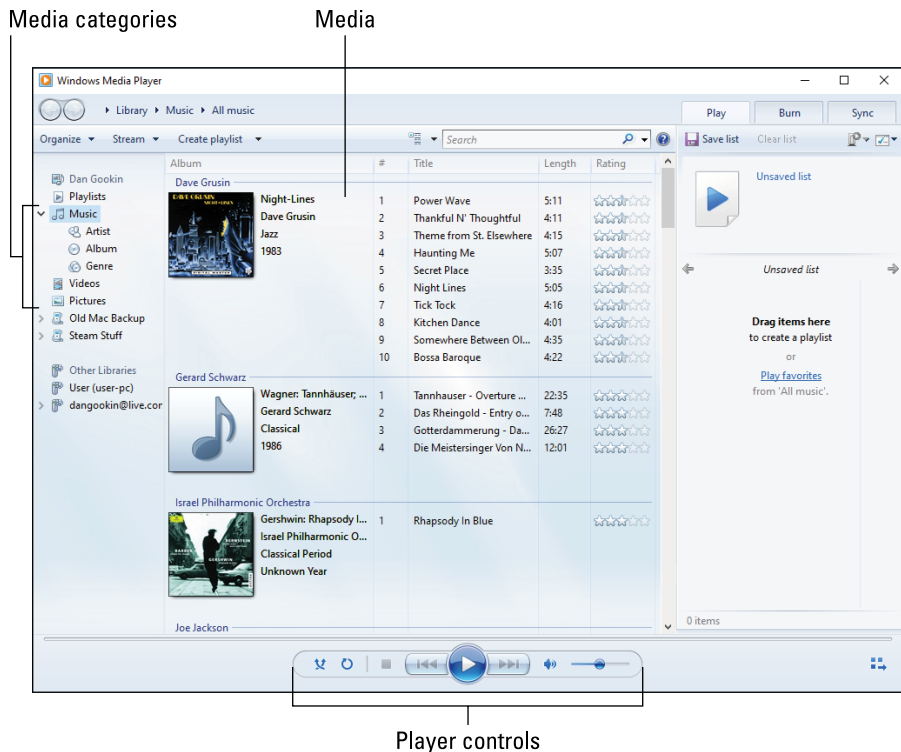 Media categories
Media
Windows Media Player
Library Music All music
Play Burn Sync
Organize Stream Create playlist Search
Save list Clear list
Album # Title Length Rating
Dan Gookin
Playlists
Music
Artist
Album
Genre
Videos
Pictures
Old Mac Backup
Steam Stuff
Other Libraries
User (user-pc)
dangookin@live.cor
Dave Grusin
DAVE GRUSIN
NIGHT-LINES
DIGITAL MASTER
Night-Lines
Dave Grusin
Jazz
1983
1 Power Wave 5:11
2 Thankful N' Thoughtful 4:11
3 Theme from St. Elsewhere 4:15
4 Haunting Me 5:07
5 Secret Place 3:35
6 Night Lines 5:05
7 Tick Tock 4:16
8 Kitchen Dance 4:01
9 Somewhere Between Ol... 4:35
10 Bossa Baroque 4:22
Gerard Schwarz
Wagner: Tannhäuser; ...
Gerard Schwarz
Classical
1986
1 Tannhauser - Overture ... 22:35
2 Das Rheingold - Entry o... 7:48
3 Gotterdammerung - Da... 26:27
4 Die Meistersinger Von N... 12:01
Israel Philharmonic Orchestra
BERNSTEIN
BARBER
GERSHWIN
Gershwin: Rhapsody I...
Israel Philharmonic O...
Classical Period
Unknown Year
1 Rhapsody In Blue
Joe Jackson
Unsaved list
Unsaved list
Drag items here
to create a playlist
or
Play favorites
from 'All music'.
0 items
Player controls